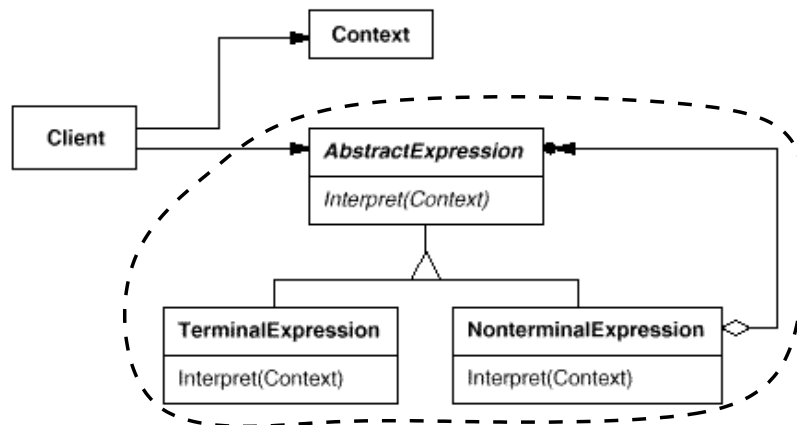 Context
Client
AbstractExpression
Interpret(Context)
TerminalExpression
Interpret(Context)
NonterminalExpression
Interpret(Context)